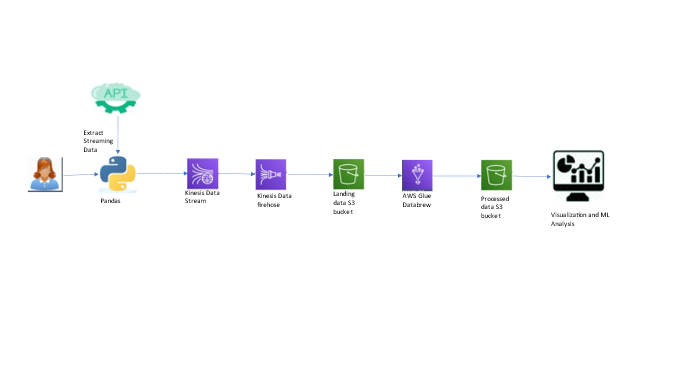 API
Extract
Streaming
Data
Pandas
Kinesis Data
Stream
Kinesis Data
firehose
Landing
data S3
bucket
AWS Glue
Databrew
Processed
data S3
bucket
Visualization and ML
Analysis